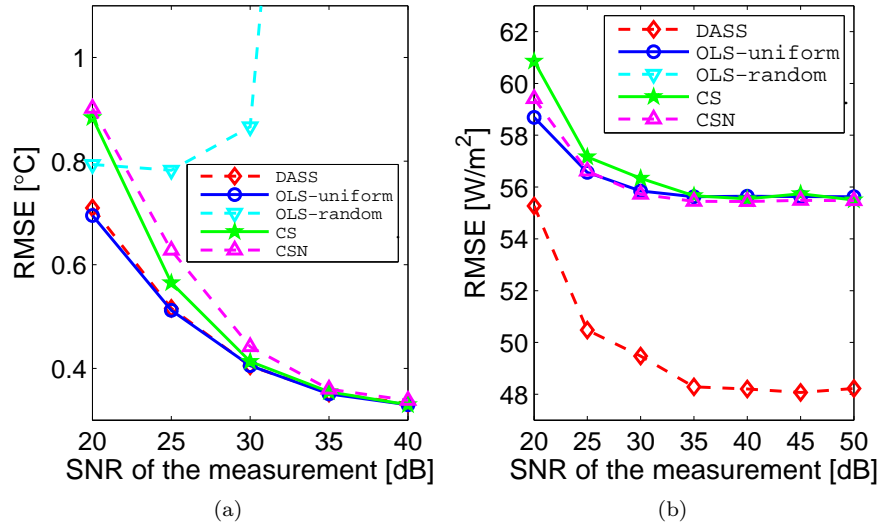 RMSE [°C]
1
0.8
0.6
0.4
20 25 30 35 40
SNR of the measurement [dB]
DASS
OLS-uniform
OLS-random
CS
CSN
(a)
RMSE [W/m²]
62
60
58
56
54
52
50
48
20 25 30 35 40 45 50
SNR of the measurement [dB]
DASS
OLS-uniform
OLS-random
CS
CSN
(b)